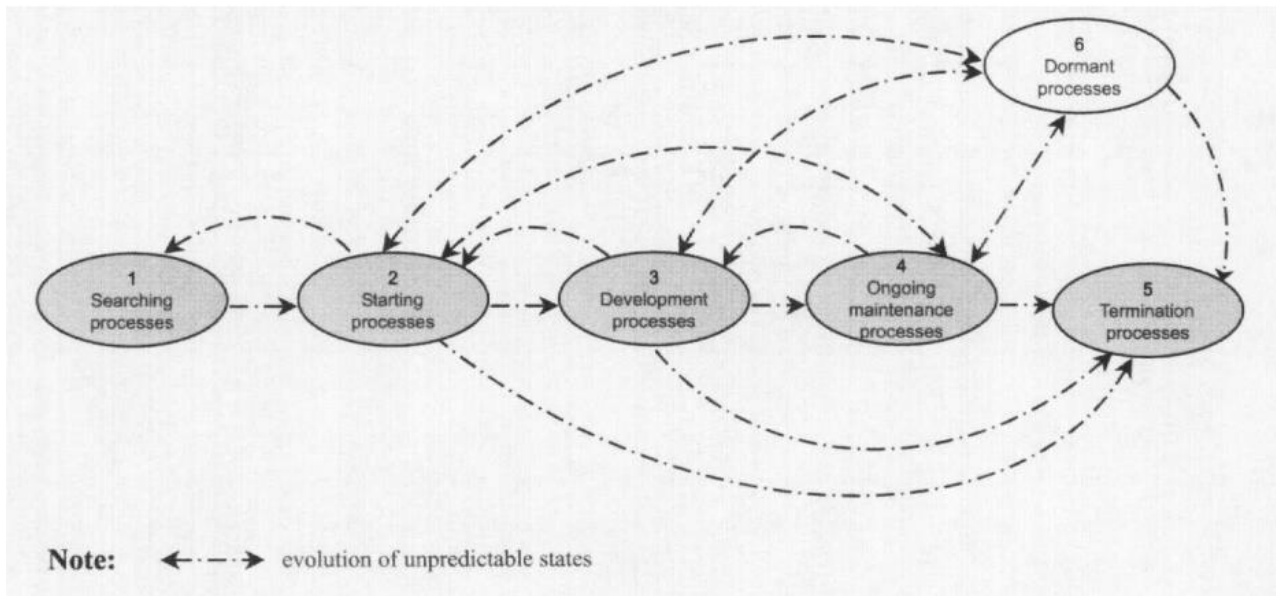 6
Dormant
processes
1
Searching
processes
2
Starting
processes
3
Development
processes
4
Ongoing
maintenance
processes
5
Termination
processes
Note: evolution of unpredictable states